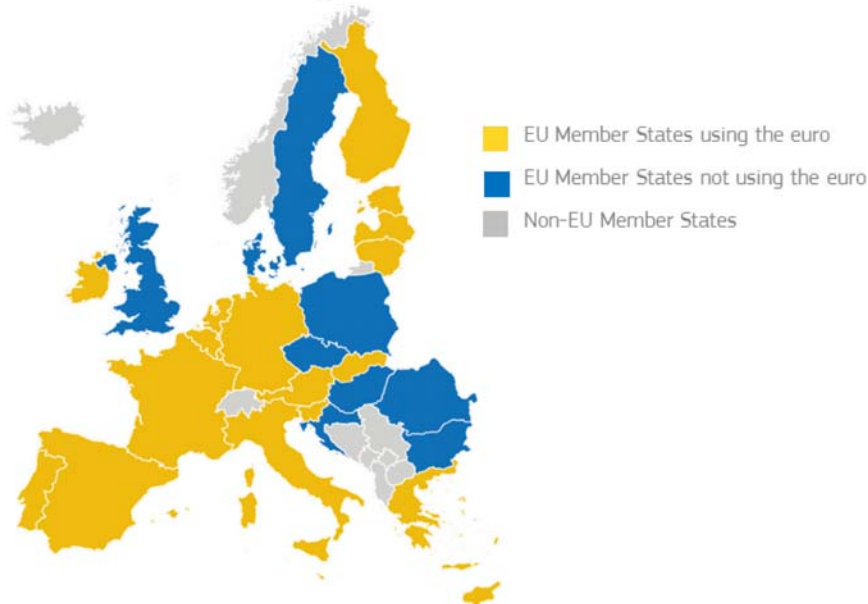 EU Member States using the euro
EU Member States not using the euro
Non-EU Member States